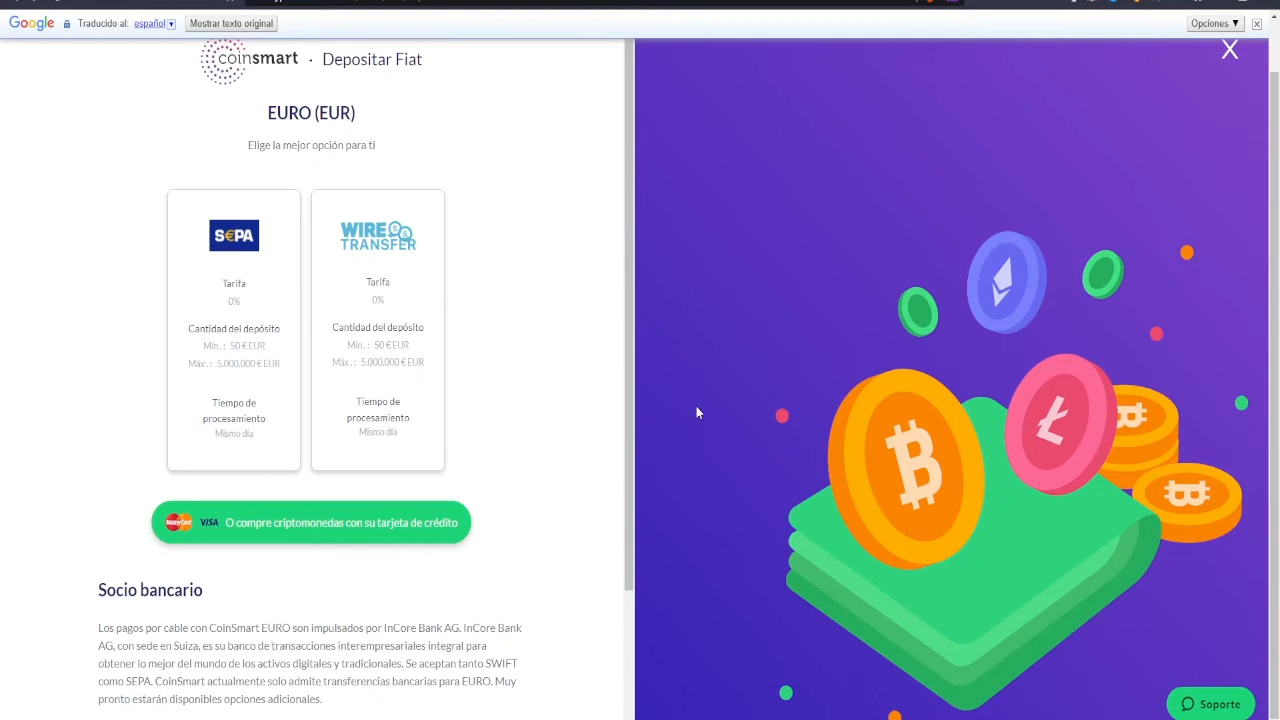 Google Traducido al: español Mostrar texto original Opciones ▼
coinsmart · Depositar Fiat
X
EURO (EUR)
Elige la mejor opción para ti
SEPA
Tarifa
0%
Cantidad del depósito
Mín.: 50 € EUR
Máx.: 5.000.000 € EUR
Tiempo de
procesamiento
Mismo día
WIRE
TRANSFER
Tarifa
0%
Cantidad del depósito
Mín.: 50 € EUR
Máx.: 5.000.000 € EUR
Tiempo de
procesamiento
Mismo día
MasterCard VISA O compre criptomonedas con su tarjeta de crédito
Socio bancario
Los pagos por cable con CoinSmart EURO son impulsados por InCore Bank AG. InCore Bank
AG, con sede en Suiza, es su banco de transacciones interempresariales integral para
obtener lo mejor del mundo de los activos digitales y tradicionales. Se aceptan tanto SWIFT
como SEPA. CoinSmart actualmente solo admite transferencias bancarias para EURO. Muy
pronto estarán disponibles opciones adicionales.
Soporte